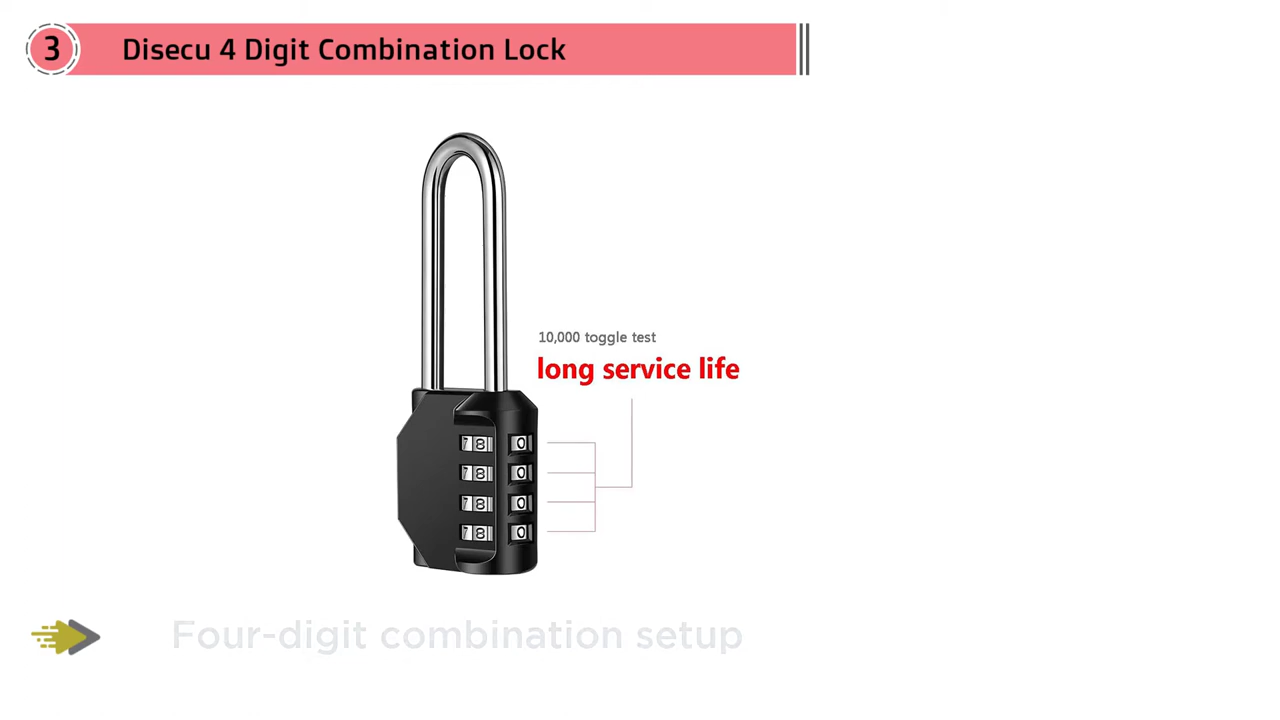 3
Disecu 4 Digit Combination Lock
10,000 toggle test
long service life
7 8 0
7 8 0
7 8 0
7 8 0
Four-digit combination setup